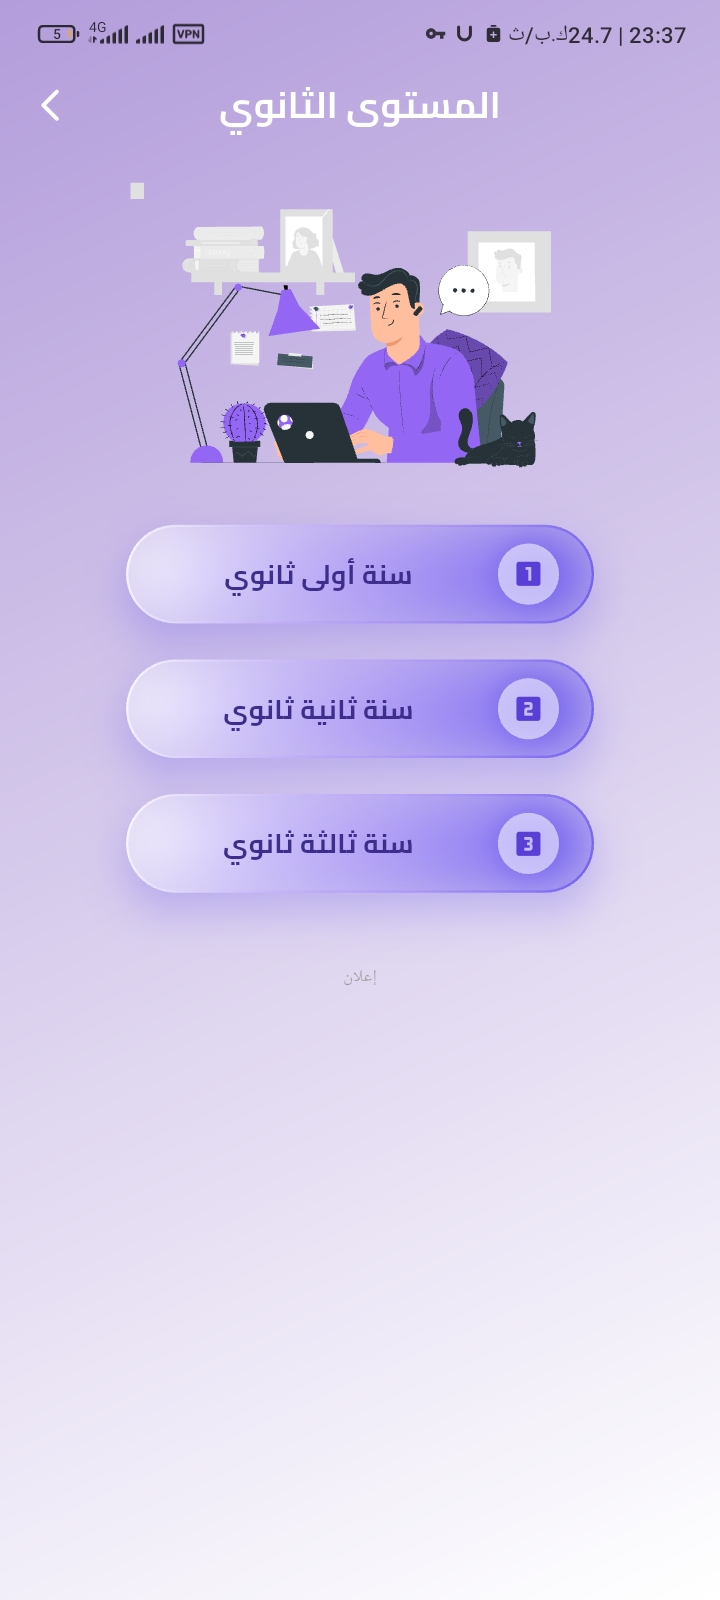 23:37 | 24.7ك.ب/ث
VPN 4G 5
المستوى الثانوي
سنة أولى ثانوي
1
سنة ثانية ثانوي
2
سنة ثالثة ثانوي
3
إعلان